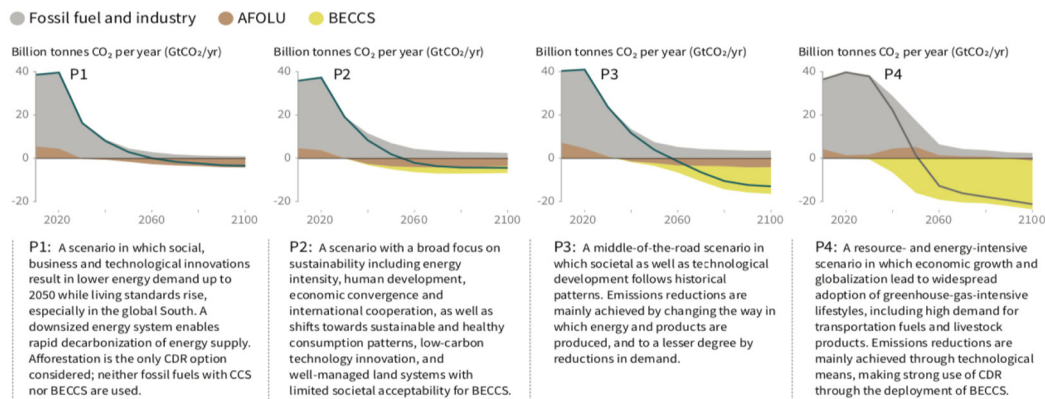 Fossil fuel and industry
AFOLU
BECCS
Billion tonnes CO₂ per year (GtCO₂/yr)
40
P1
20
0
-20
2020
2060
2100
Billion tonnes CO₂ per year (GtCO₂/yr)
40
P2
20
0
-20
2020
2060
2100
Billion tonnes CO₂ per year (GtCO₂/yr)
40
P3
20
0
-20
2020
2060
2100
Billion tonnes CO₂ per year (GtCO₂/yr)
40
P4
20
0
-20
2020
2060
2100
P1: A scenario in which social,
business and technological innovations
result in lower energy demand up to
2050 while living standards rise,
especially in the global South. A
downsized energy system enables
rapid decarbonization of energy supply.
Afforestation is the only CDR option
considered; neither fossil fuels with CCS
nor BECCS are used.
P2: A scenario with a broad focus on
sustainability including energy
intensity, human development,
economic convergence and
international cooperation, as well as
shifts towards sustainable and healthy
consumption patterns, low-carbon
technology innovation, and
well-managed land systems with
limited societal acceptability for BECCS.
P3: A middle-of-the-road scenario in
which societal as well as technological
development follows historical
patterns. Emissions reductions are
mainly achieved by changing the way in
which energy and products are
produced, and to a lesser degree by
reductions in demand.
P4: A resource- and energy-intensive
scenario in which economic growth and
globalization lead to widespread
adoption of greenhouse-gas-intensive
lifestyles, including high demand for
transportation fuels and livestock
products. Emissions reductions are
mainly achieved through technological
means, making strong use of CDR
through the deployment of BECCS.